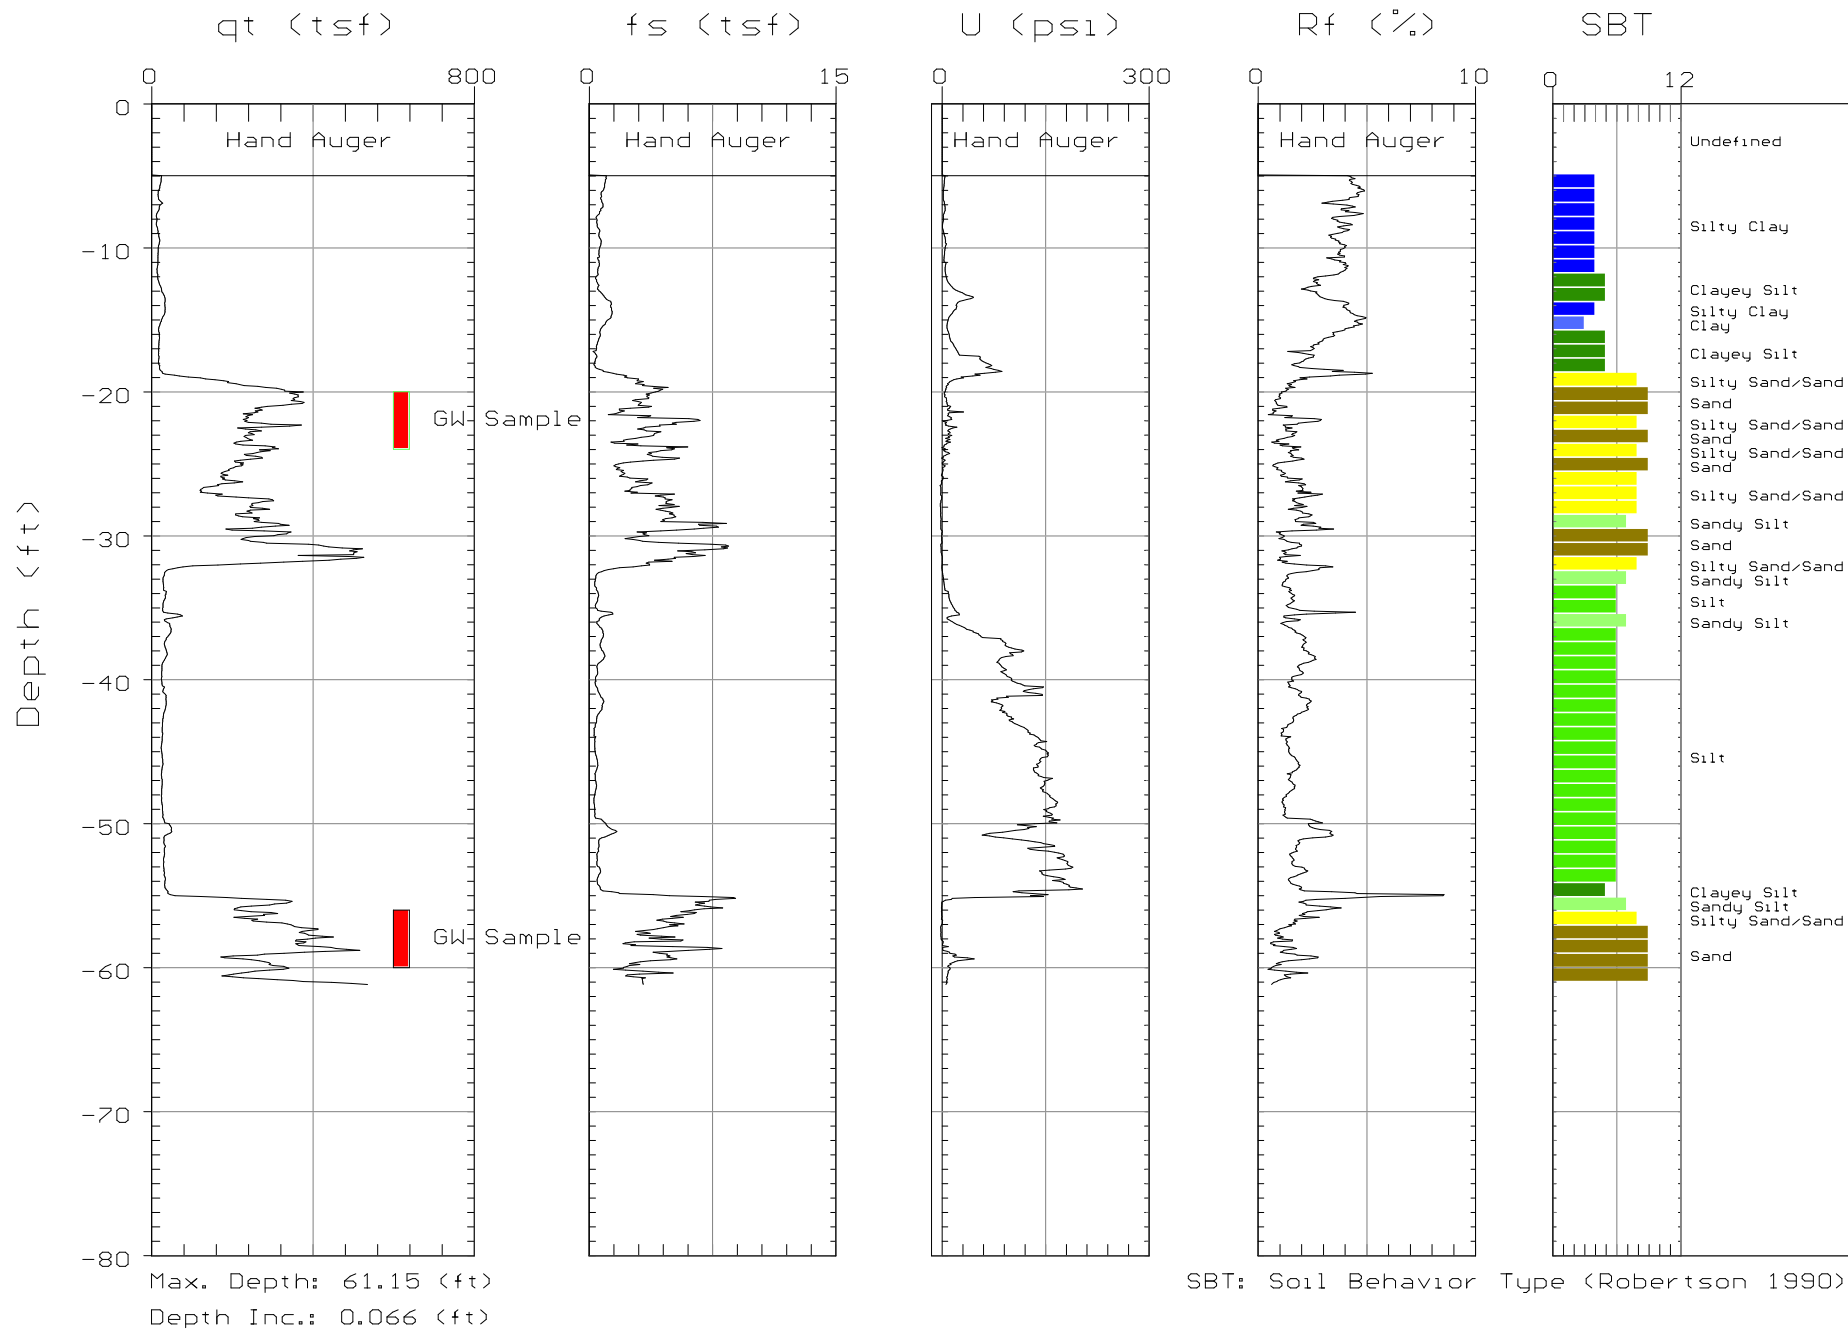 qt (tsf) fs (tsf) U (psi) Rf (%) SBT
0 800 0 15 0 300 0 10 0 12
0
Hand Auger Hand Auger Hand Auger Hand Auger
Undefined
Silty Clay
-10
Clayey Silt
Silty Clay
Clay
Clayey Silt
Silty Sand/Sand
-20
Sand
GW Sample
Silty Sand/Sand
Sand
Silty Sand/Sand
Sand
Silty Sand/Sand
Sandy Silt
-30
Sand
Silty Sand/Sand
Sandy Silt
Silt
Depth (ft)
Sandy Silt
-40
Silt
-50
Clayey Silt
Sandy Silt
Silty Sand/Sand
GW Sample
Sand
-60
-70
-80
Max. Depth: 61.15 (ft) SBT: Soil Behavior Type (Robertson 1990)
Depth Inc.: 0.066 (ft)